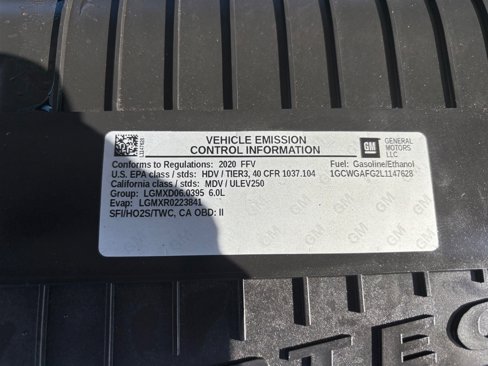 VEHICLE EMISSION
CONTROL INFORMATION
GM
GENERAL
MOTORS
LLC
Conforms to Regulations: 2020 FFV
Fuel: Gasoline/Ethanol
U.S. EPA class / stds: HDV / TIER3, 40 CFR 1037.104
1GCWGAFG2L1147628
California class / stds: MDV / ULEV250
Group: LGMXD06.0395 6.0L
Evap: LGMXR0223841
SFI/HO2S/TWC, CA OBD: II